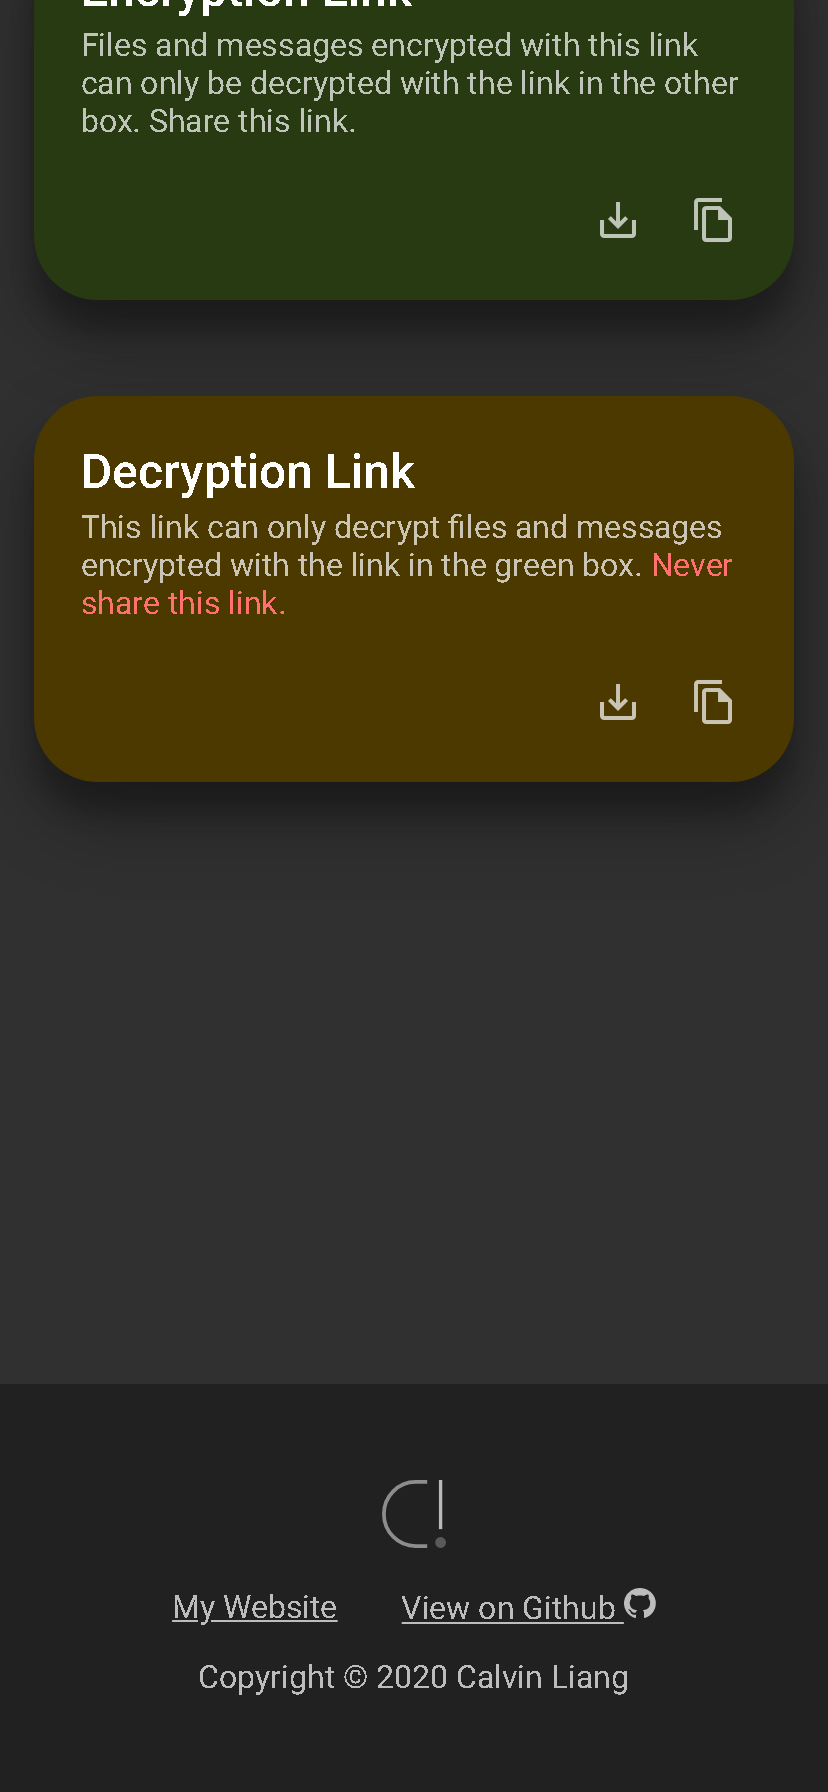 Encryption Link
Files and messages encrypted with this link
can only be decrypted with the link in the other
box. Share this link.
Decryption Link
This link can only decrypt files and messages
encrypted with the link in the green box. Never
share this link.
My Website View on Github
Copyright © 2020 Calvin Liang